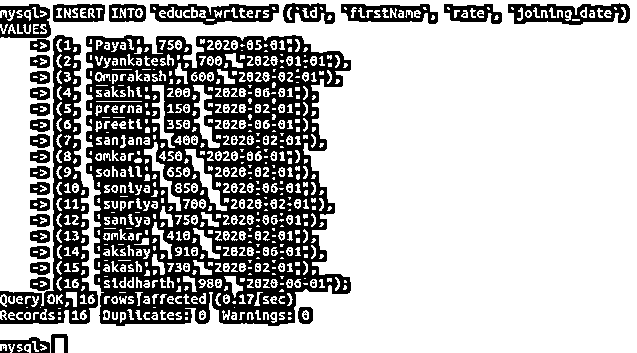 mysql> INSERT INTO `educba_writers` (`id`, `firstName`, `rate`, `joining_date`)
VALUES
-> (1, "Payal", 750, "2020-05-01"),
-> (2, "Vyankatesh", 700, "2020-01-01"),
-> (3, "Omprakash", 600, "2020-02-01"),
-> (4, "sakshi", 200, "2020-06-01"),
-> (5, "prerna", 150, "2020-02-01"),
-> (6, "preeti", 350, "2020-06-01"),
-> (7, "sanjana", 400, "2020-02-01"),
-> (8, "omkar", 450, "2020-06-01"),
-> (9, "sohail", 650, "2020-02-01"),
-> (10, "soniya", 850, "2020-06-01"),
-> (11, "supriya", 700, "2020-02-01"),
-> (12, "saniya", 750, "2020-06-01"),
-> (13, "omkar", 410, "2020-02-01"),
-> (14, "akshay", 910, "2020-06-01"),
-> (15, "akash", 730, "2020-02-01"),
-> (16, "siddharth", 980, "2020-06-01");
Query OK, 16 rows affected (0.17 sec)
Records: 16  Duplicates: 0  Warnings: 0
mysql>